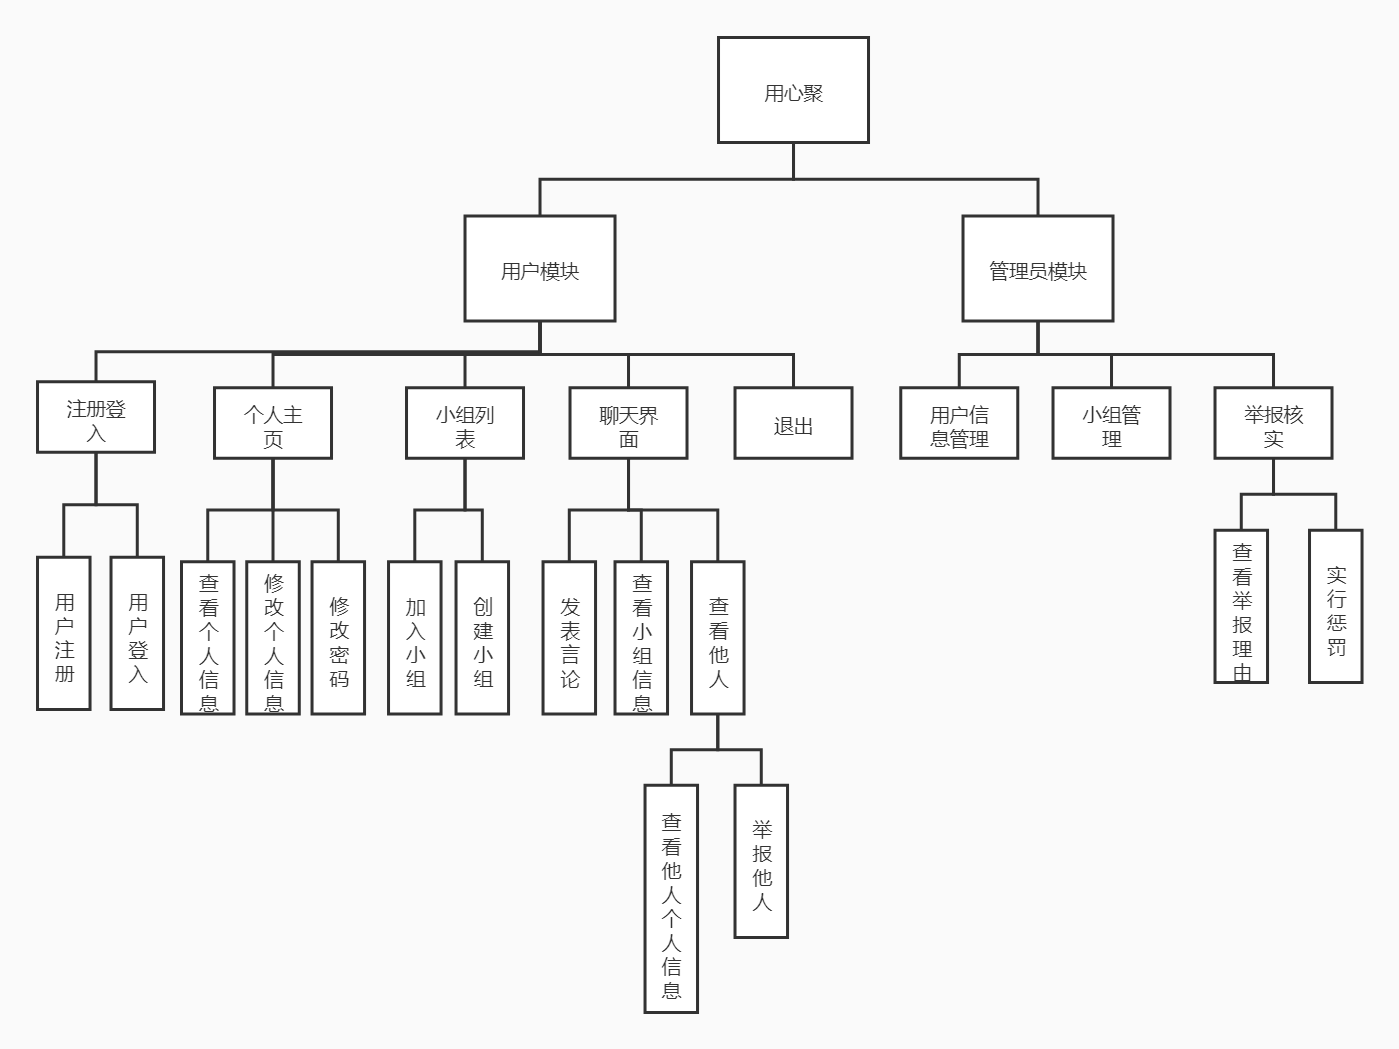 用心聚
用户模块
管理员模块
注册登
入
个人主
页
小组列
表
聊天界
面
退出
用户信
息管理
小组管
理
举报核
实
用户注册
用户登入
查看个人信息
修改个人信息
修改密码
加入小组
创建小组
发表言论
查看小组信息
查看他人
查看举报理由
实行惩罚
查看他人个人信息
举报他人